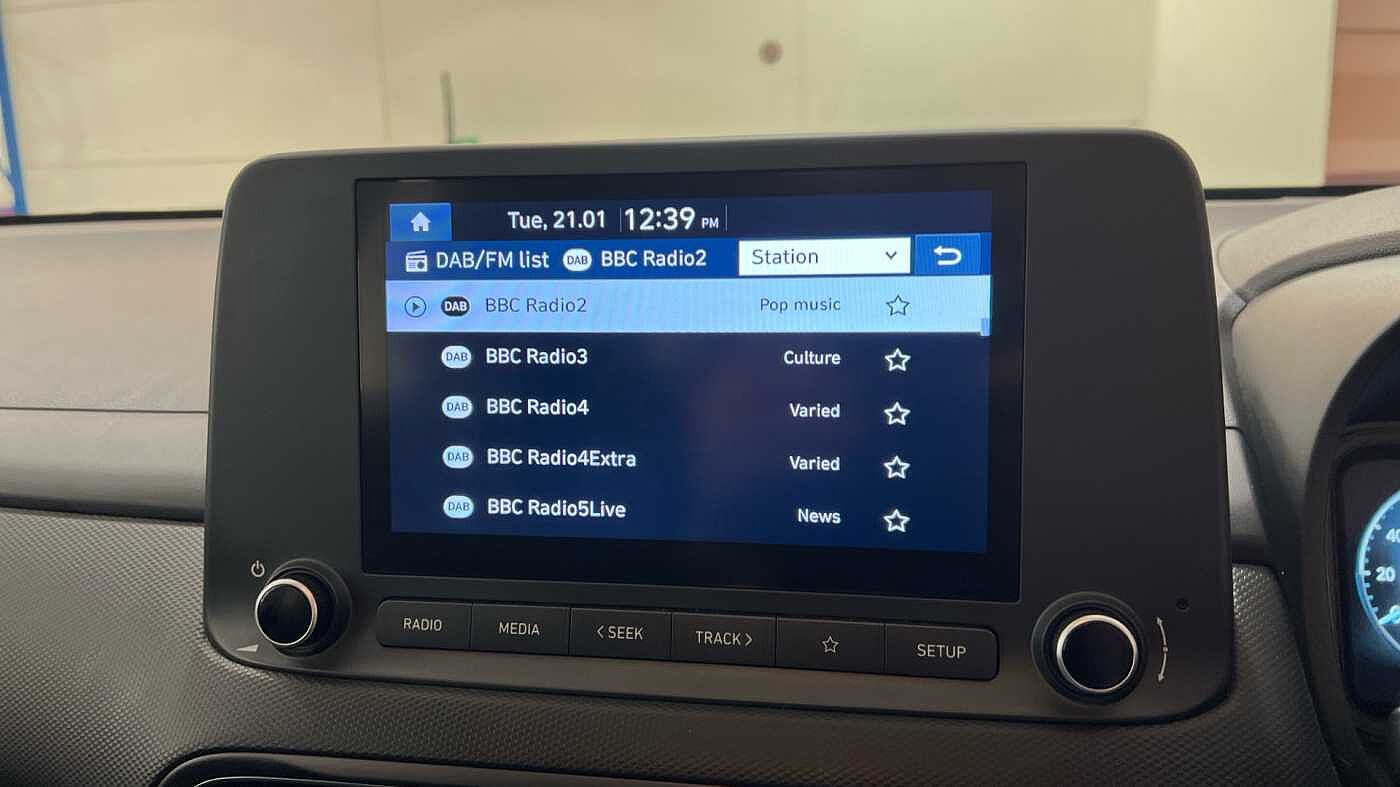 Tue, 21.01 12:39 PM
DAB/FM list DAB BBC Radio2 Station
DAB BBC Radio2 Pop music
DAB BBC Radio3 Culture
DAB BBC Radio4 Varied
DAB BBC Radio4Extra Varied
DAB BBC Radio5Live News
RADIO MEDIA <SEEK TRACK> SETUP
40
20